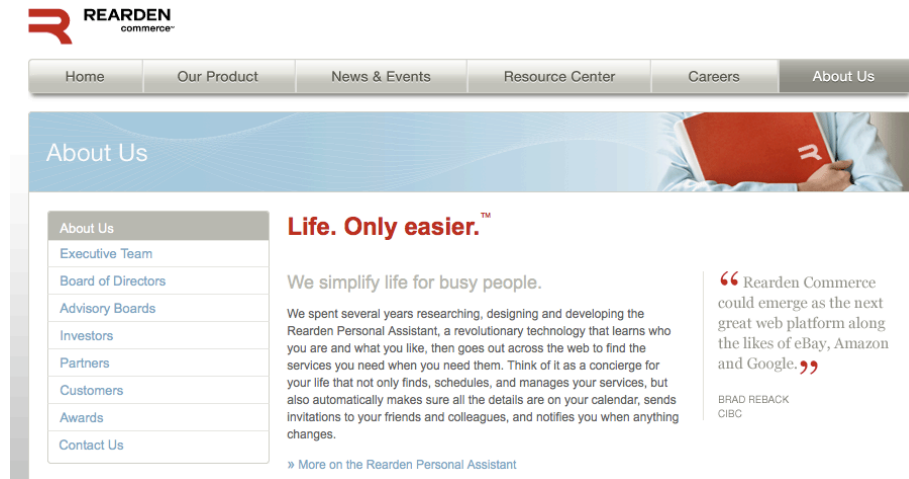 REARDEN
commerce℠
Home Our Product News & Events Resource Center Careers About Us
About Us
About Us
Executive Team
Board of Directors
Advisory Boards
Investors
Partners
Customers
Awards
Contact Us
Life. Only easier.™
We simplify life for busy people.
We spent several years researching, designing and developing the
Rearden Personal Assistant, a revolutionary technology that learns who
you are and what you like, then goes out across the web to find the
services you need when you need them. Think of it as a concierge for
your life that not only finds, schedules, and manages your services, but
also automatically makes sure all the details are on your calendar, sends
invitations to your friends and colleagues, and notifies you when anything
changes.
» More on the Rearden Personal Assistant
“ Rearden Commerce
could emerge as the next
great web platform along
the likes of eBay, Amazon
and Google. ”
BRAD REBACK
CIBC